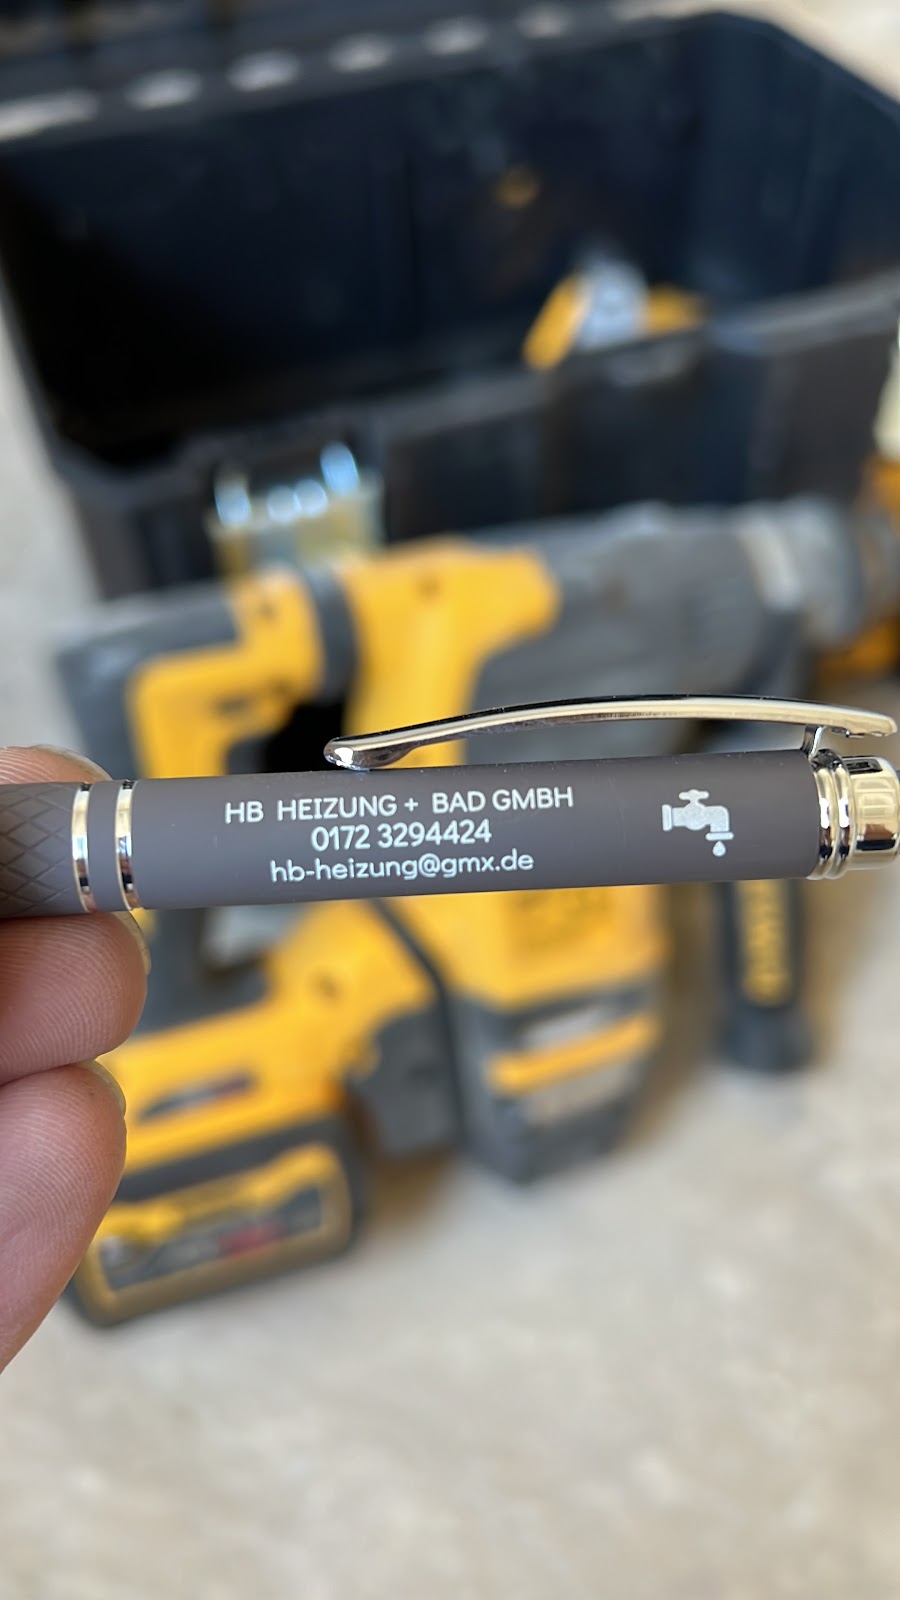 HB HEIZUNG + BAD GMBH
0172 3294424
hb-heizung@gmx.de